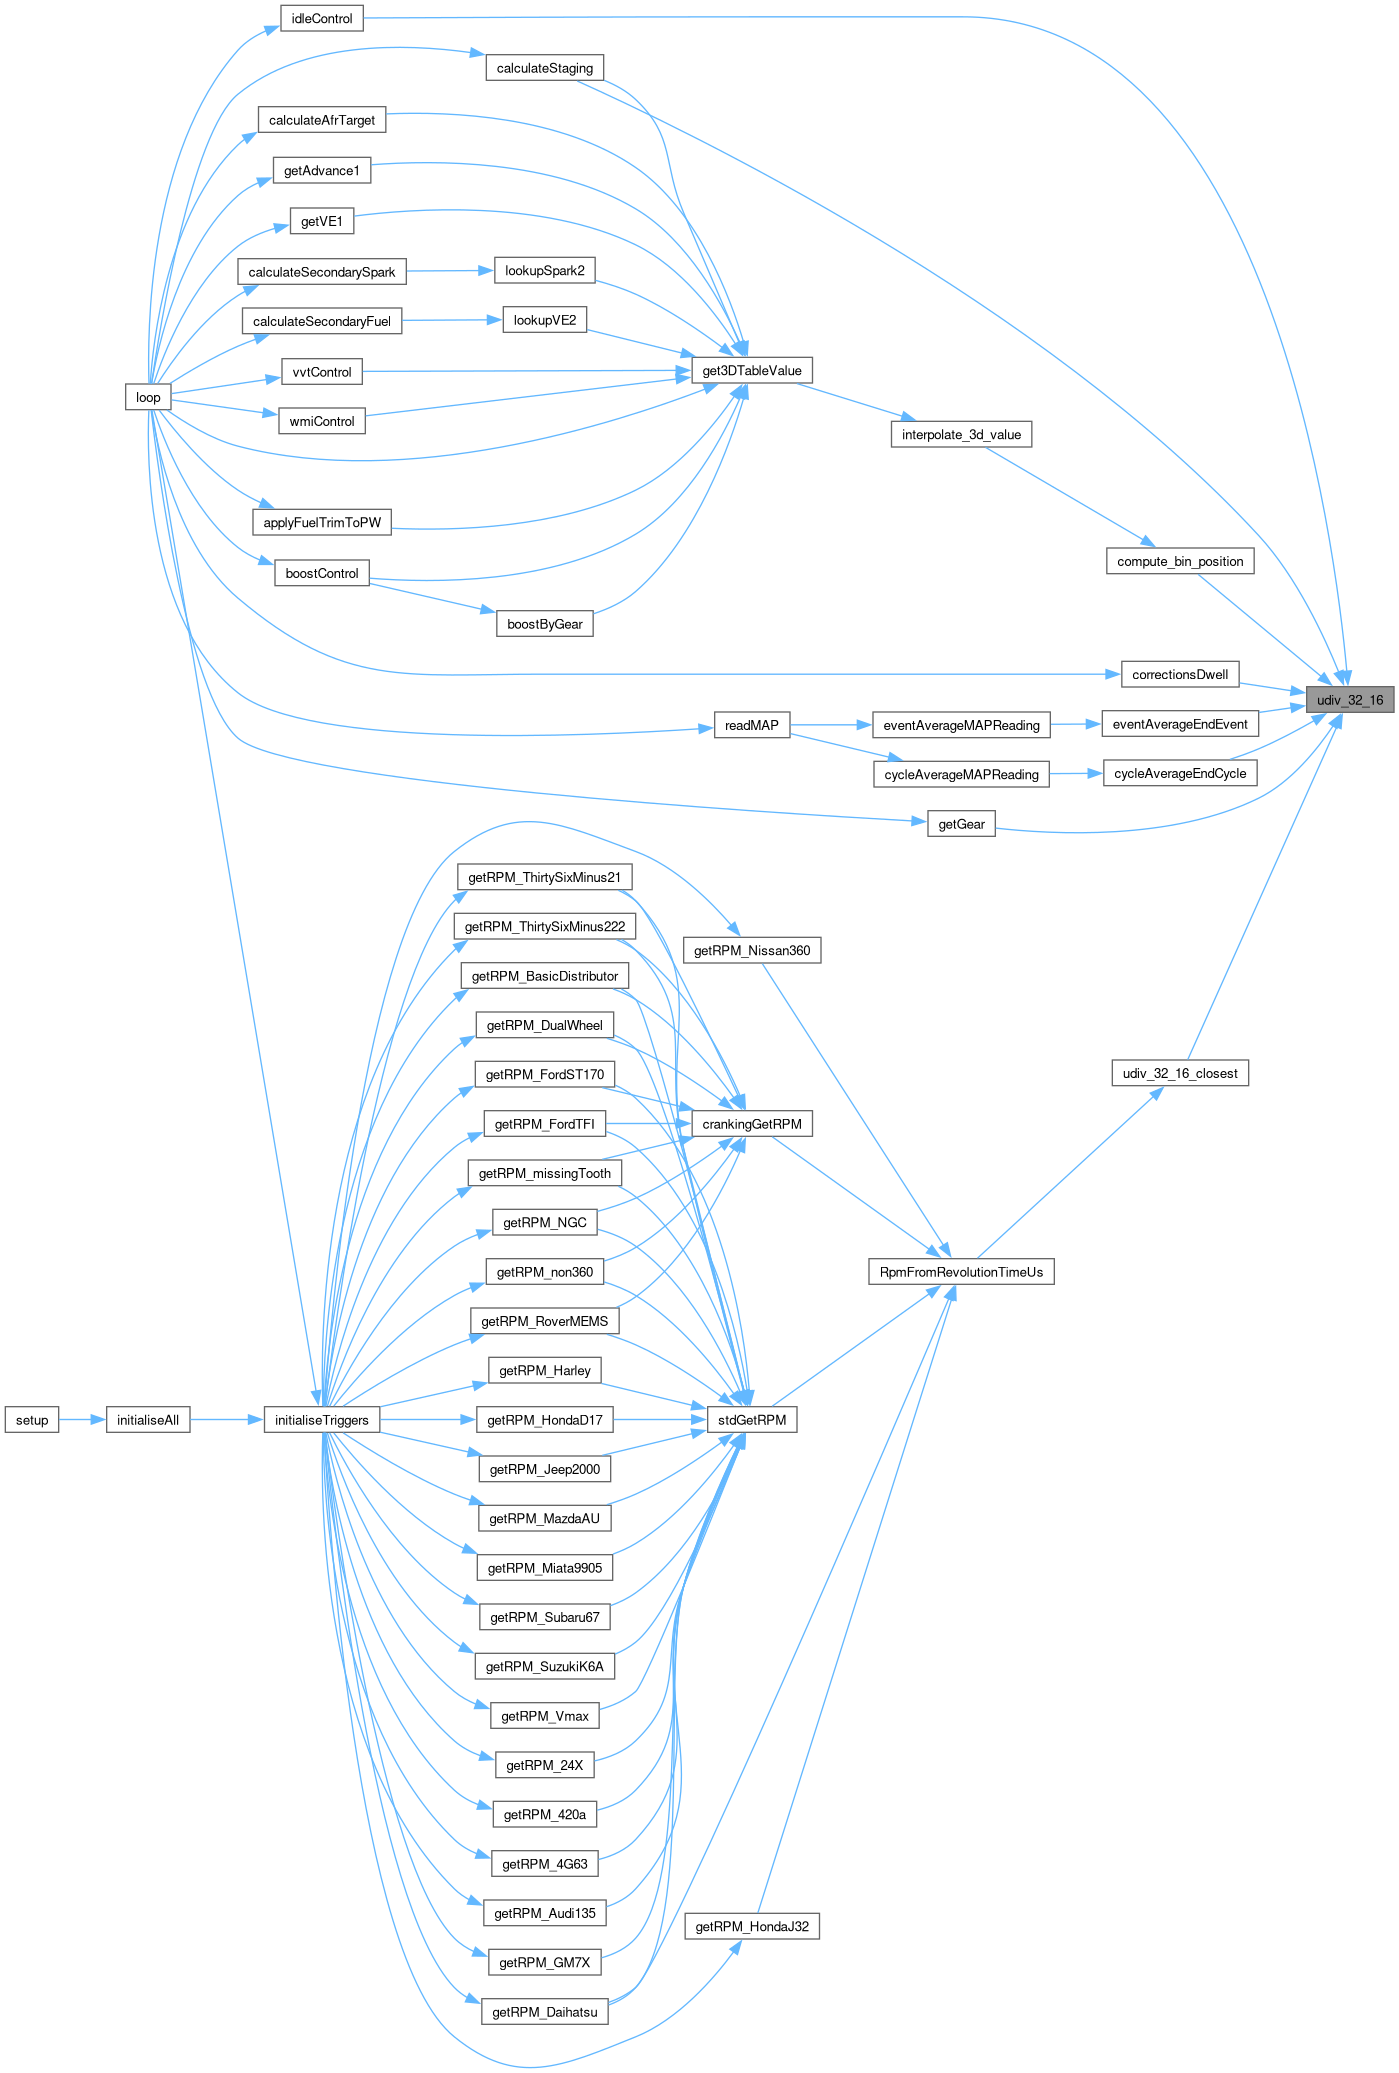 idleControl
calculateStaging
calculateAfrTarget
getAdvance1
getVE1
calculateSecondarySpark
lookupSpark2
calculateSecondaryFuel
lookupVE2
vvtControl
get3DTableValue
loop
wmiControl
interpolate_3d_value
applyFuelTrimToPW
compute_bin_position
boostControl
boostByGear
correctionsDwell
udiv_32_16
readMAP
eventAverageMAPReading
eventAverageEndEvent
cycleAverageMAPReading
cycleAverageEndCycle
getGear
getRPM_ThirtySixMinus21
getRPM_ThirtySixMinus222
getRPM_Nissan360
getRPM_BasicDistributor
getRPM_DualWheel
getRPM_FordST170
udiv_32_16_closest
getRPM_FordTFI
crankingGetRPM
getRPM_missingTooth
getRPM_NGC
getRPM_non360
RpmFromRevolutionTimeUs
getRPM_RoverMEMS
getRPM_Harley
setup
initialiseAll
initialiseTriggers
getRPM_HondaD17
stdGetRPM
getRPM_Jeep2000
getRPM_MazdaAU
getRPM_Miata9905
getRPM_Subaru67
getRPM_SuzukiK6A
getRPM_Vmax
getRPM_24X
getRPM_420a
getRPM_4G63
getRPM_Audi135
getRPM_HondaJ32
getRPM_GM7X
getRPM_Daihatsu